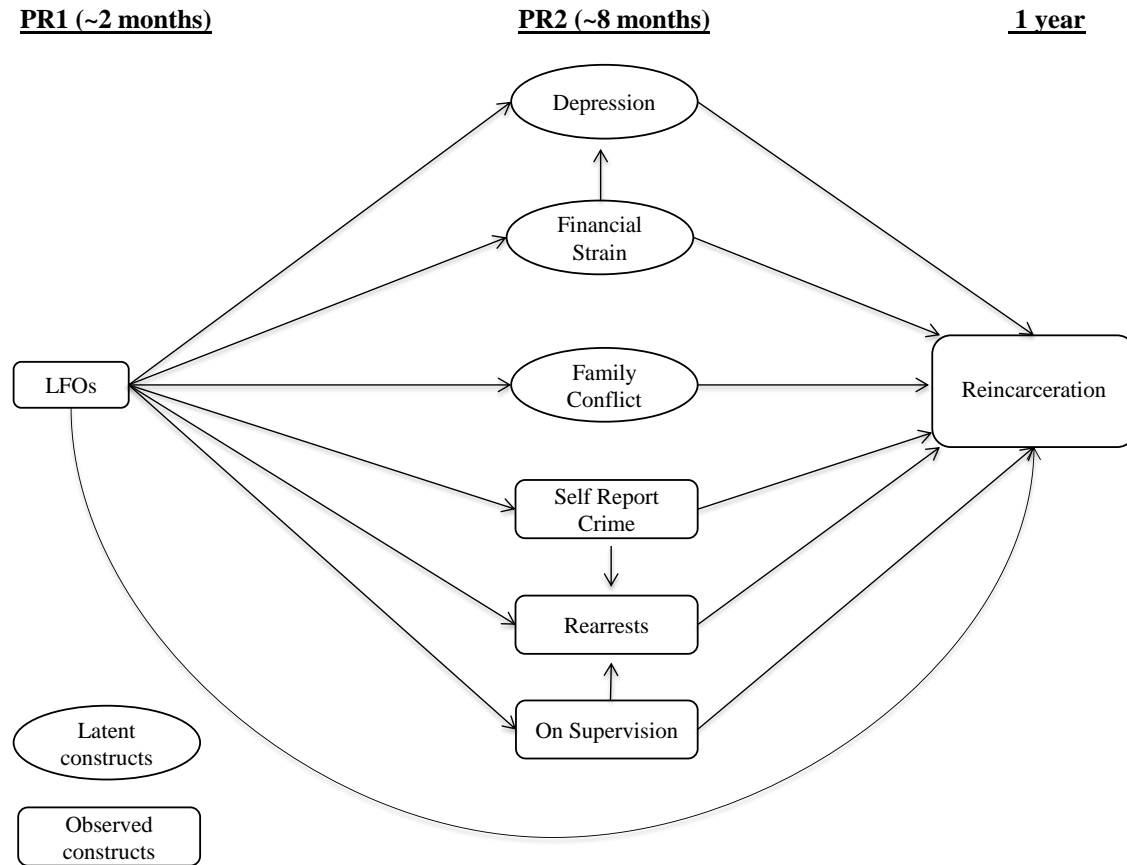 PR1 (~2 months)
PR2 (~8 months)
1 year
Depression
Financial
Strain
LFOs
Family
Conflict
Reincarceration
Self Report
Crime
Rearrests
On Supervision
Latent
constructs
Observed
constructs